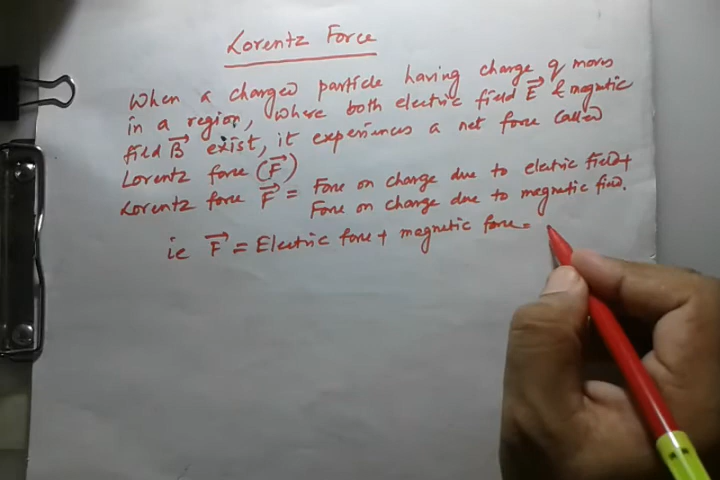 Lorentz Force
When a charged particle having charge q moves
in a region, where both electric field E⃗ & magnetic
field B⃗ exist, it experiences a net force called
Lorentz force (F⃗)
Lorentz force F⃗ = Force on charge due to electric field +
Force on charge due to magnetic field.
ie F⃗ = Electric force + magnetic force =